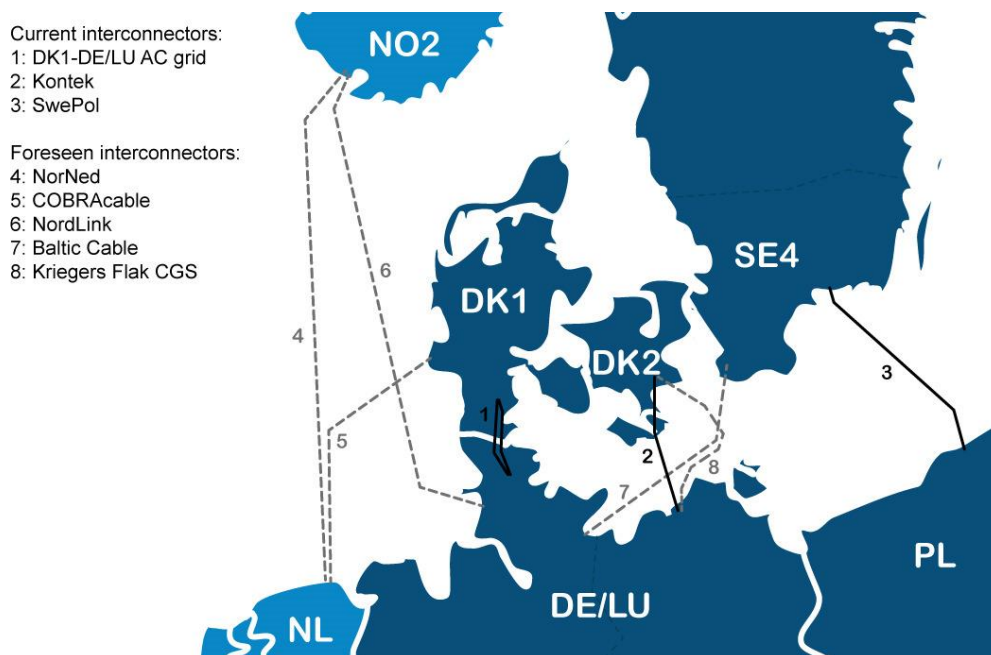 Current interconnectors:
1: DK1-DE/LU AC grid
2: Kontek
3: SwePol
Foreseen interconnectors:
4: NorNed
5: COBRAcable
6: NordLink
7: Baltic Cable
8: Kriegers Flak CGS
NO2
SE4
6
DK1
4
DK2
3
1
5
2
8
7
PL
DE/LU
NL